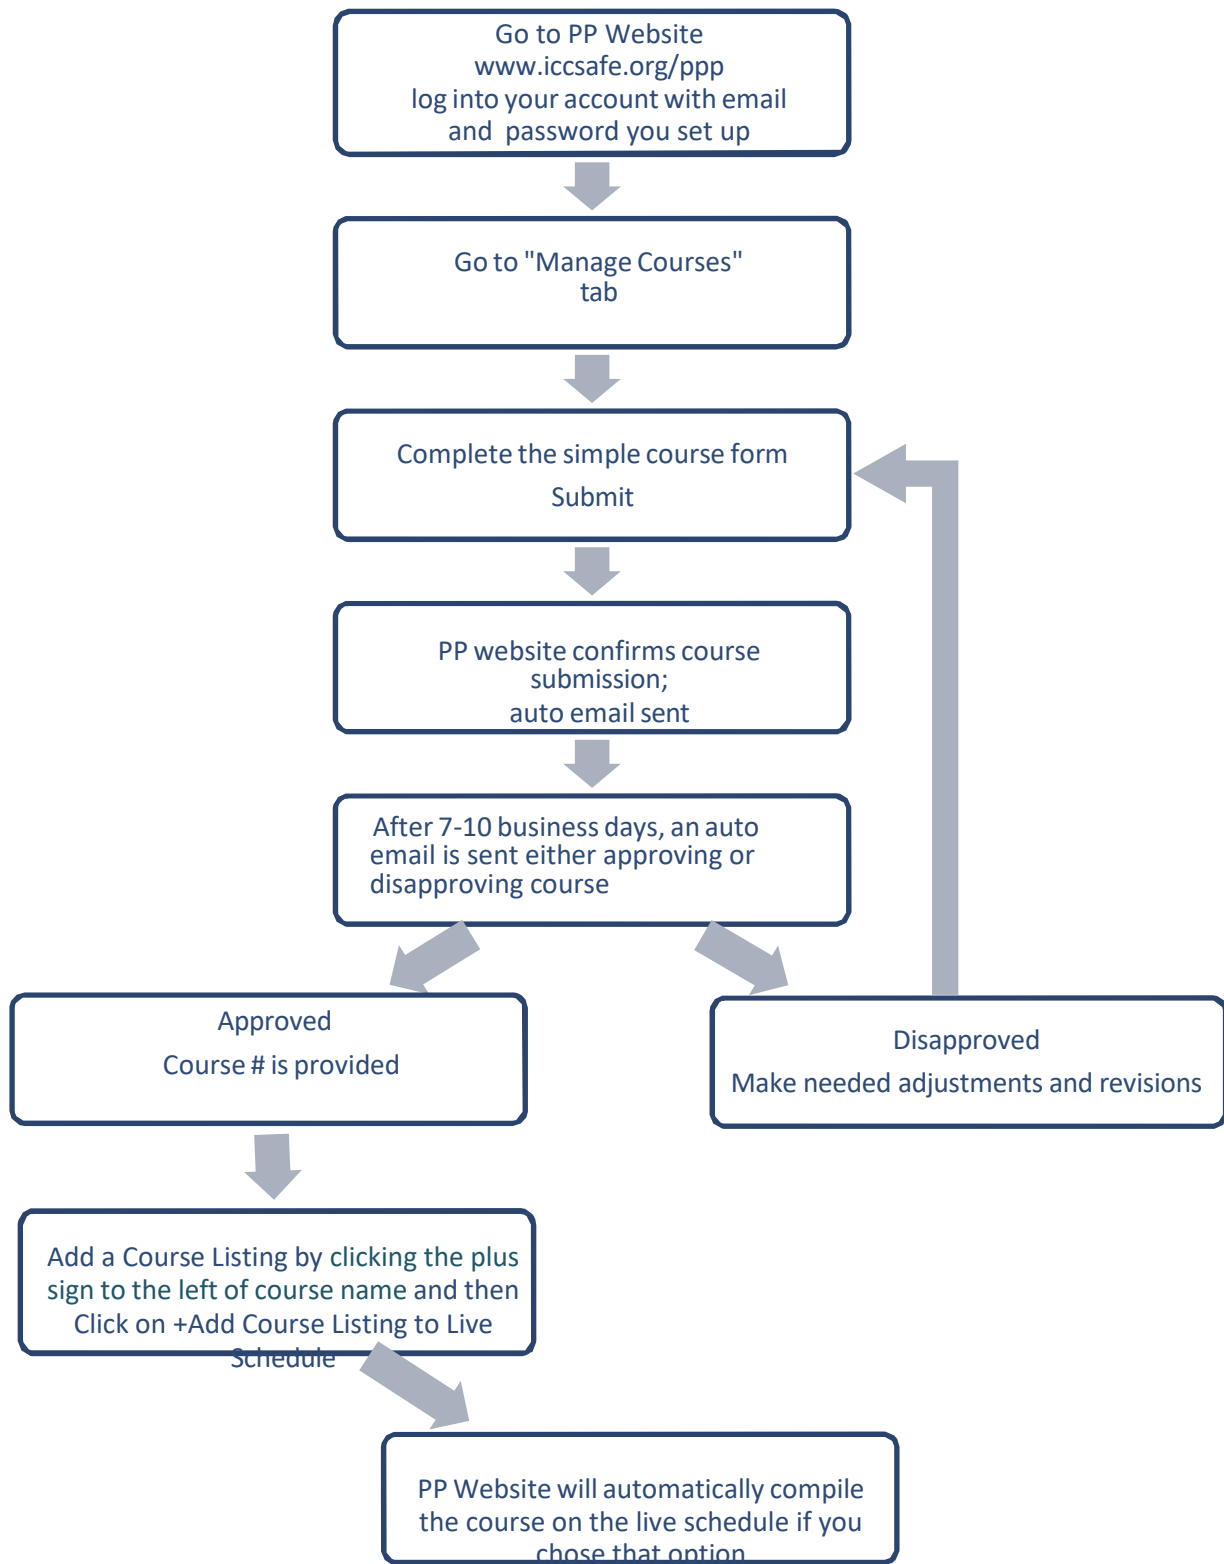 Go to PP Website
www.iccsafe.org/ppp
log into your account with email
and password you set up
Go to "Manage Courses"
tab
Complete the simple course form
Submit
PP website confirms course
submission;
auto email sent
After 7-10 business days, an auto
email is sent either approving or
disapproving course
Approved
Course # is provided
Disapproved
Make needed adjustments and revisions
Add a Course Listing by clicking the plus
sign to the left of course name and then
Click on +Add Course Listing to Live
Schedule
PP Website will automatically compile
the course on the live schedule if you
chose that option